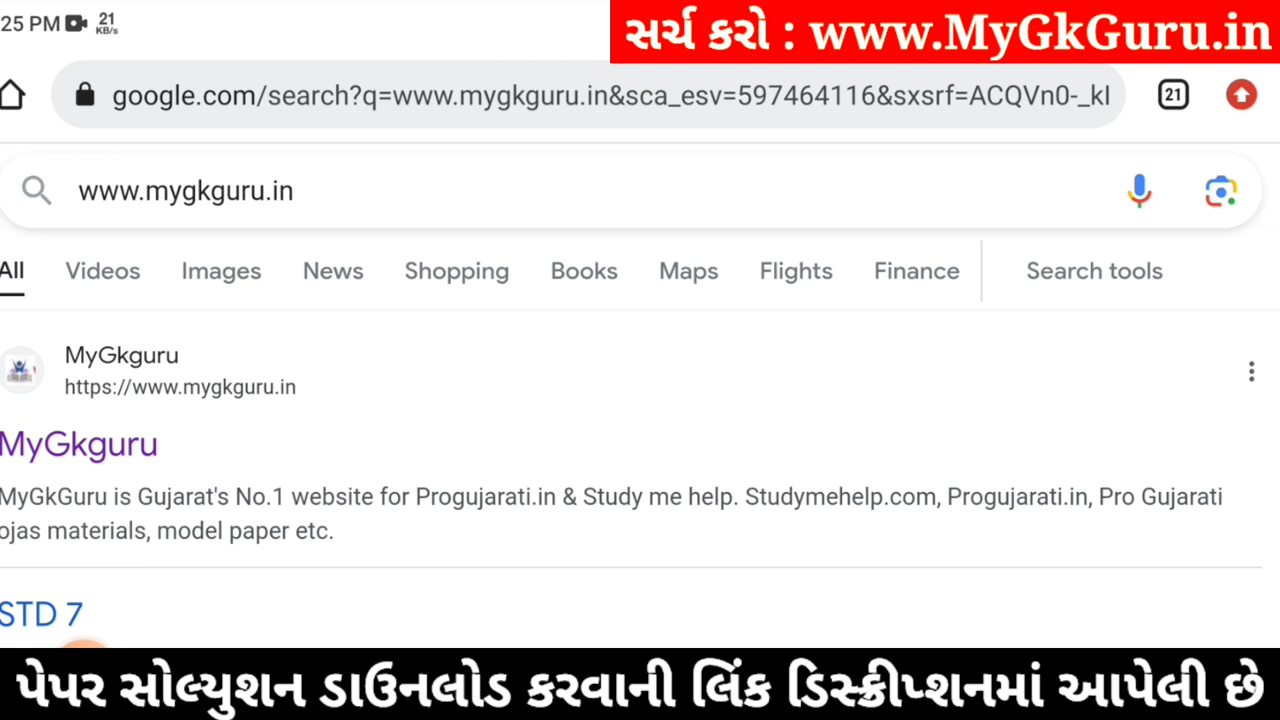 25 PM 21 KB/s
સર્ચ કરો : www.MyGkGuru.in
google.com/search?q=www.mygkguru.in&sca_esv=597464116&sxsrf=ACQVn0-_kI
21
www.mygkguru.in
All Videos Images News Shopping Books Maps Flights Finance Search tools
MyGkguru
https://www.mygkguru.in
MyGkguru
MyGkGuru is Gujarat's No.1 website for Progujarati.in & Study me help. Studymehelp.com, Progujarati.in, Pro Gujarati
ojas materials, model paper etc.
STD 7
પેપર સોલ્યુશન ડાઉનલોડ કરવાની લિંક ડિસ્ક્રીપ્શનમાં આપેલી છે